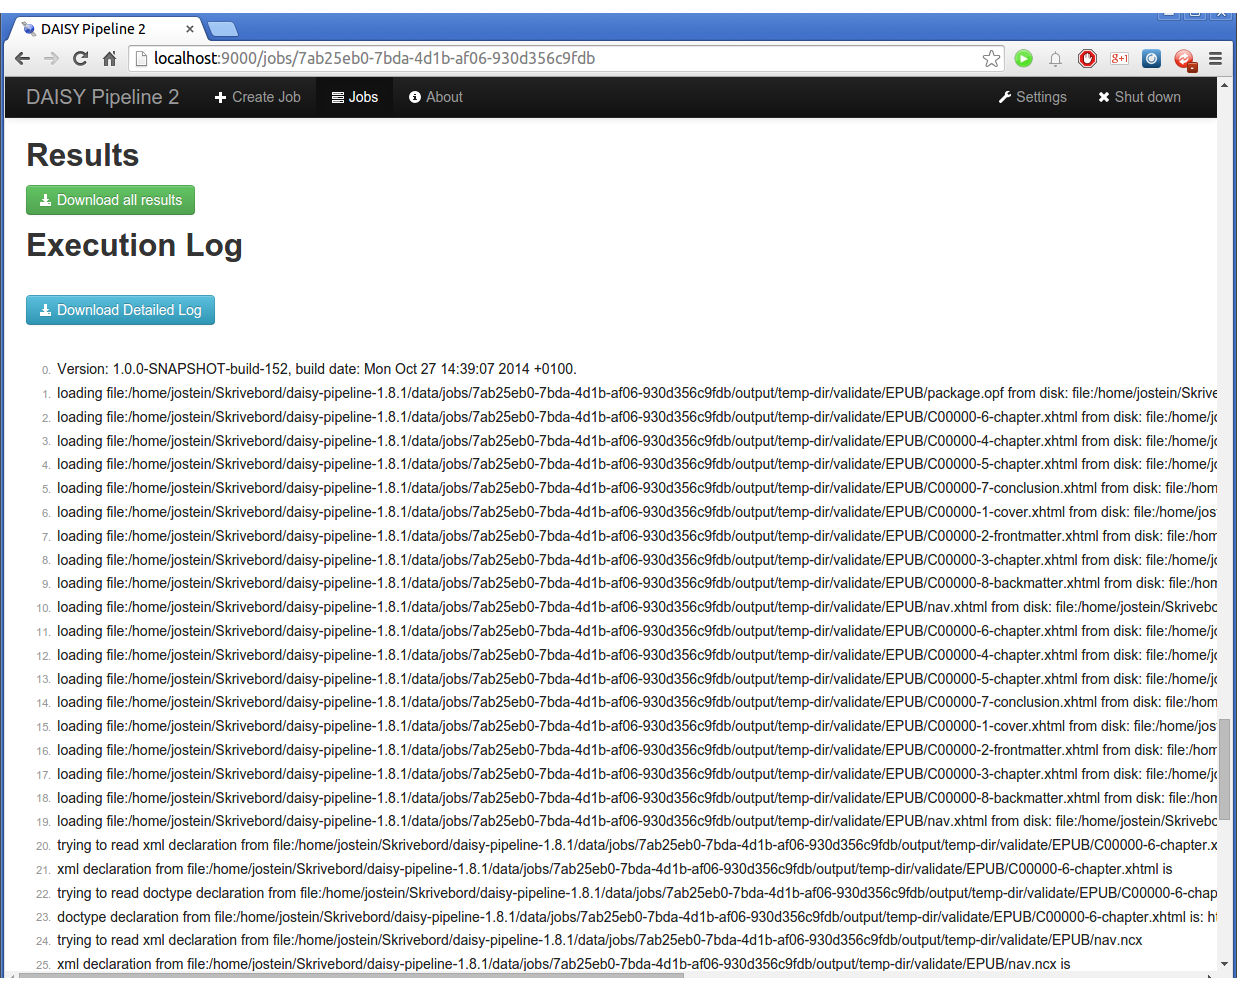 DAISY Pipeline 2 ×
localhost:9000/jobs/7ab25eb0-7bda-4d1b-af06-930d356c9fdb
DAISY Pipeline 2 Create Job Jobs About Settings Shut down
Results
Download all results
Execution Log
Download Detailed Log
0. Version: 1.0.0-SNAPSHOT-build-152, build date: Mon Oct 27 14:39:07 2014 +0100.
1. loading file:/home/jostein/Skrivebord/daisy-pipeline-1.8.1/data/jobs/7ab25eb0-7bda-4d1b-af06-930d356c9fdb/output/temp-dir/validate/EPUB/package.opf from disk: file:/home/jostein/Skrive
2. loading file:/home/jostein/Skrivebord/daisy-pipeline-1.8.1/data/jobs/7ab25eb0-7bda-4d1b-af06-930d356c9fdb/output/temp-dir/validate/EPUB/C00000-6-chapter.xhtml from disk: file:/home/jo
3. loading file:/home/jostein/Skrivebord/daisy-pipeline-1.8.1/data/jobs/7ab25eb0-7bda-4d1b-af06-930d356c9fdb/output/temp-dir/validate/EPUB/C00000-4-chapter.xhtml from disk: file:/home/jo
4. loading file:/home/jostein/Skrivebord/daisy-pipeline-1.8.1/data/jobs/7ab25eb0-7bda-4d1b-af06-930d356c9fdb/output/temp-dir/validate/EPUB/C00000-5-chapter.xhtml from disk: file:/home/jo
5. loading file:/home/jostein/Skrivebord/daisy-pipeline-1.8.1/data/jobs/7ab25eb0-7bda-4d1b-af06-930d356c9fdb/output/temp-dir/validate/EPUB/C00000-7-conclusion.xhtml from disk: file:/hom
6. loading file:/home/jostein/Skrivebord/daisy-pipeline-1.8.1/data/jobs/7ab25eb0-7bda-4d1b-af06-930d356c9fdb/output/temp-dir/validate/EPUB/C00000-1-cover.xhtml from disk: file:/home/jos
7. loading file:/home/jostein/Skrivebord/daisy-pipeline-1.8.1/data/jobs/7ab25eb0-7bda-4d1b-af06-930d356c9fdb/output/temp-dir/validate/EPUB/C00000-2-frontmatter.xhtml from disk: file:/hom
8. loading file:/home/jostein/Skrivebord/daisy-pipeline-1.8.1/data/jobs/7ab25eb0-7bda-4d1b-af06-930d356c9fdb/output/temp-dir/validate/EPUB/C00000-3-chapter.xhtml from disk: file:/home/jo
9. loading file:/home/jostein/Skrivebord/daisy-pipeline-1.8.1/data/jobs/7ab25eb0-7bda-4d1b-af06-930d356c9fdb/output/temp-dir/validate/EPUB/C00000-8-backmatter.xhtml from disk: file:/hom
10. loading file:/home/jostein/Skrivebord/daisy-pipeline-1.8.1/data/jobs/7ab25eb0-7bda-4d1b-af06-930d356c9fdb/output/temp-dir/validate/EPUB/nav.xhtml from disk: file:/home/jostein/Skrivebo
11. loading file:/home/jostein/Skrivebord/daisy-pipeline-1.8.1/data/jobs/7ab25eb0-7bda-4d1b-af06-930d356c9fdb/output/temp-dir/validate/EPUB/C00000-6-chapter.xhtml from disk: file:/home/jo
12. loading file:/home/jostein/Skrivebord/daisy-pipeline-1.8.1/data/jobs/7ab25eb0-7bda-4d1b-af06-930d356c9fdb/output/temp-dir/validate/EPUB/C00000-4-chapter.xhtml from disk: file:/home/jo
13. loading file:/home/jostein/Skrivebord/daisy-pipeline-1.8.1/data/jobs/7ab25eb0-7bda-4d1b-af06-930d356c9fdb/output/temp-dir/validate/EPUB/C00000-5-chapter.xhtml from disk: file:/home/jo
14. loading file:/home/jostein/Skrivebord/daisy-pipeline-1.8.1/data/jobs/7ab25eb0-7bda-4d1b-af06-930d356c9fdb/output/temp-dir/validate/EPUB/C00000-7-conclusion.xhtml from disk: file:/hom
15. loading file:/home/jostein/Skrivebord/daisy-pipeline-1.8.1/data/jobs/7ab25eb0-7bda-4d1b-af06-930d356c9fdb/output/temp-dir/validate/EPUB/C00000-1-cover.xhtml from disk: file:/home/jos
16. loading file:/home/jostein/Skrivebord/daisy-pipeline-1.8.1/data/jobs/7ab25eb0-7bda-4d1b-af06-930d356c9fdb/output/temp-dir/validate/EPUB/C00000-2-frontmatter.xhtml from disk: file:/hom
17. loading file:/home/jostein/Skrivebord/daisy-pipeline-1.8.1/data/jobs/7ab25eb0-7bda-4d1b-af06-930d356c9fdb/output/temp-dir/validate/EPUB/C00000-3-chapter.xhtml from disk: file:/home/jo
18. loading file:/home/jostein/Skrivebord/daisy-pipeline-1.8.1/data/jobs/7ab25eb0-7bda-4d1b-af06-930d356c9fdb/output/temp-dir/validate/EPUB/C00000-8-backmatter.xhtml from disk: file:/hom
19. loading file:/home/jostein/Skrivebord/daisy-pipeline-1.8.1/data/jobs/7ab25eb0-7bda-4d1b-af06-930d356c9fdb/output/temp-dir/validate/EPUB/nav.xhtml from disk: file:/home/jostein/Skrivebo
20. trying to read xml declaration from file:/home/jostein/Skrivebord/daisy-pipeline-1.8.1/data/jobs/7ab25eb0-7bda-4d1b-af06-930d356c9fdb/output/temp-dir/validate/EPUB/C00000-6-chapter.x
21. xml declaration from file:/home/jostein/Skrivebord/daisy-pipeline-1.8.1/data/jobs/7ab25eb0-7bda-4d1b-af06-930d356c9fdb/output/temp-dir/validate/EPUB/C00000-6-chapter.xhtml is
22. trying to read doctype declaration from file:/home/jostein/Skrivebord/daisy-pipeline-1.8.1/data/jobs/7ab25eb0-7bda-4d1b-af06-930d356c9fdb/output/temp-dir/validate/EPUB/C00000-6-chap
23. doctype declaration from file:/home/jostein/Skrivebord/daisy-pipeline-1.8.1/data/jobs/7ab25eb0-7bda-4d1b-af06-930d356c9fdb/output/temp-dir/validate/EPUB/C00000-6-chapter.xhtml is: ht
24. trying to read xml declaration from file:/home/jostein/Skrivebord/daisy-pipeline-1.8.1/data/jobs/7ab25eb0-7bda-4d1b-af06-930d356c9fdb/output/temp-dir/validate/EPUB/nav.ncx
25. xml declaration from file:/home/jostein/Skrivebord/daisy-pipeline-1.8.1/data/jobs/7ab25eb0-7bda-4d1b-af06-930d356c9fdb/output/temp-dir/validate/EPUB/nav.ncx is